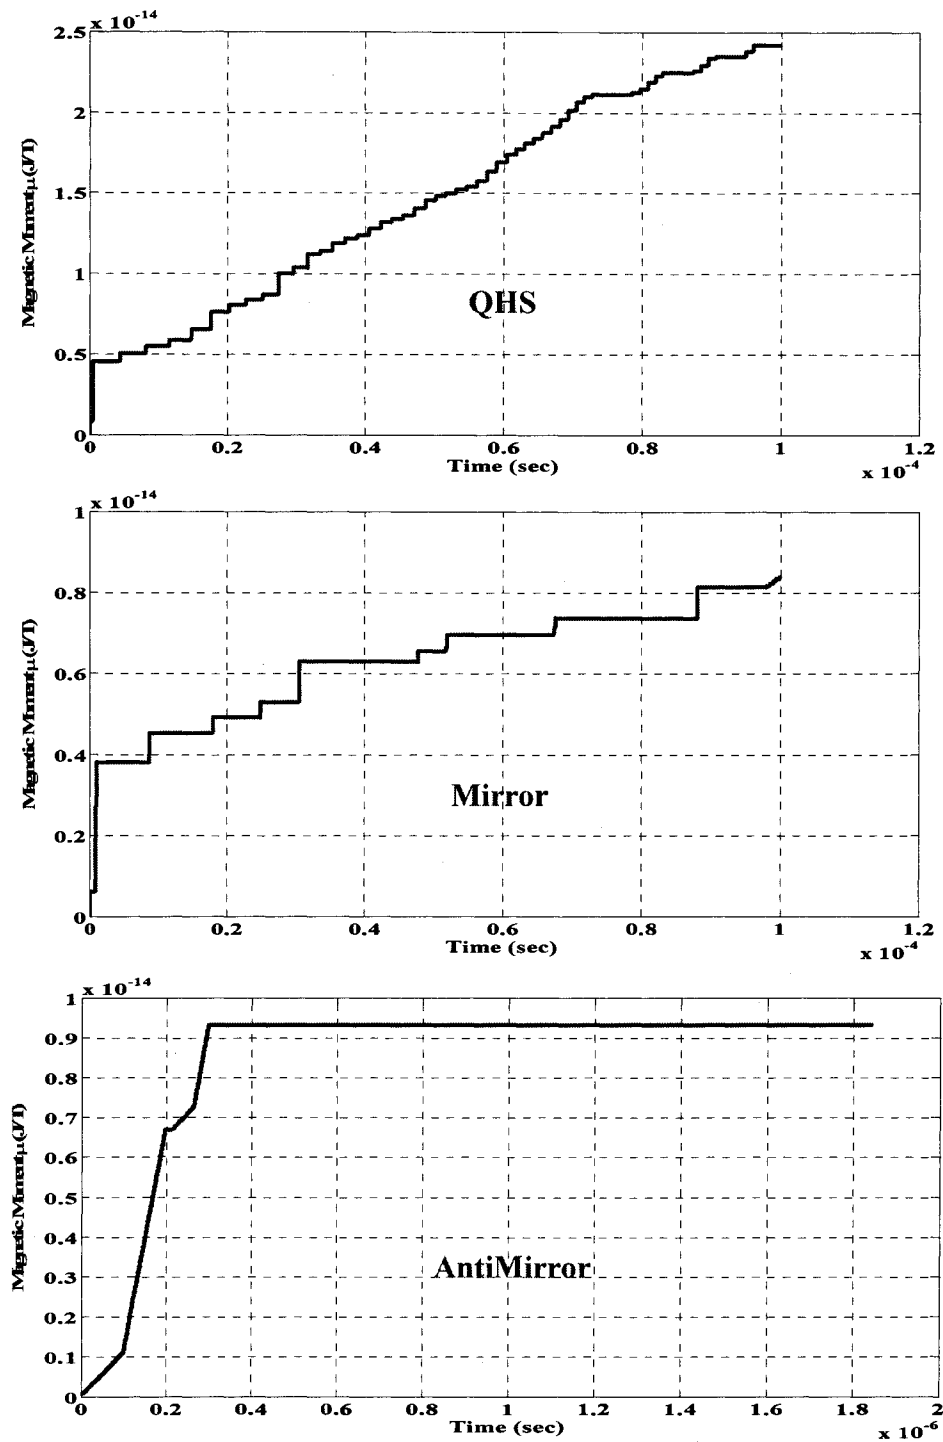 x 10-14
2.5
2
1.5
1
0.5
0
Magnetic Moment μ (J/T)
QHS
0 0.2 0.4 0.6 0.8 1 1.2
Time (sec)
x 10-4
x 10-14
1
0.8
0.6
0.4
0.2
0
Magnetic Moment μ (J/T)
Mirror
0 0.2 0.4 0.6 0.8 1 1.2
Time (sec)
x 10-4
x 10-14
1
0.9
0.8
0.7
0.6
0.5
0.4
0.3
0.2
0.1
0
Magnetic Moment μ (J/T)
AntiMirror
0 0.2 0.4 0.6 0.8 1 1.2 1.4 1.6 1.8 2
Time (sec)
x 10-6